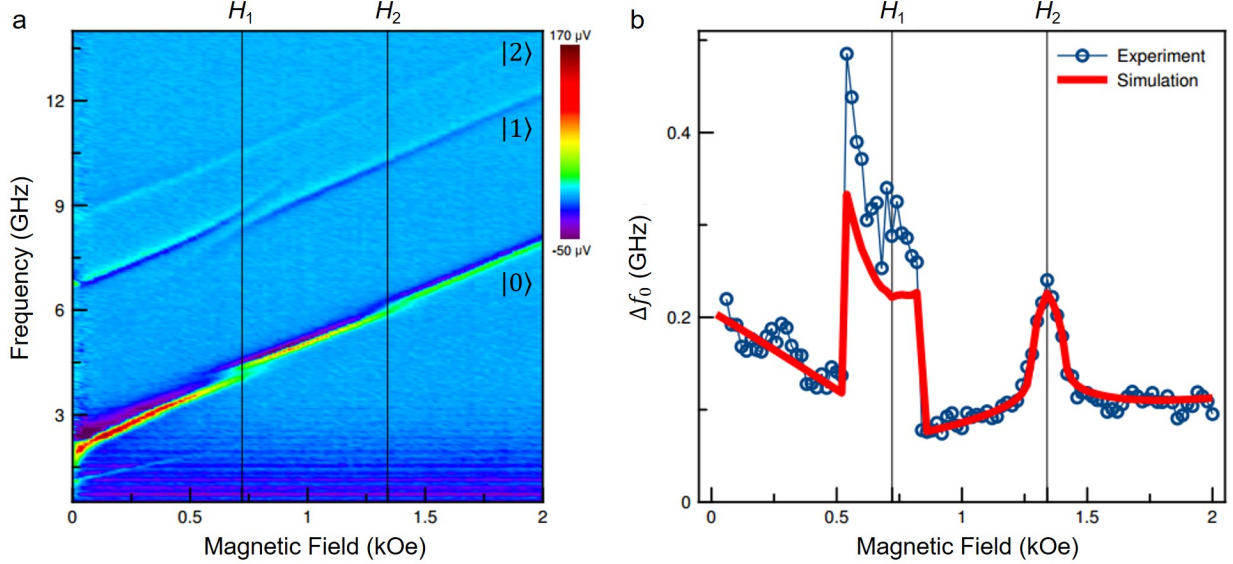 a
H₁
H₂
170 µV
-50 µV
|2⟩
|1⟩
|0⟩
12
9
6
3
Frequency (GHz)
0
0.5
1
1.5
2
Magnetic Field (kOe)
b
H₁
H₂
Experiment
Simulation
0.4
0.2
0
Δf₀ (GHz)
0
0.5
1
1.5
2
Magnetic Field (kOe)